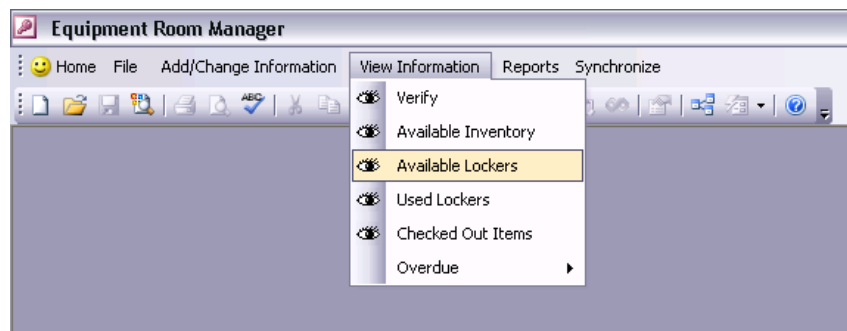 Equipment Room Manager
Home File Add/Change Information View Information Reports Synchronize
ABC
Verify
Available Inventory
Available Lockers
Used Lockers
Checked Out Items
Overdue